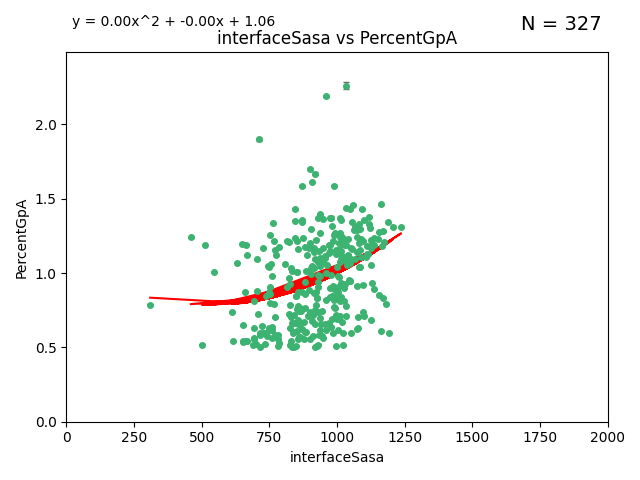 y = 0.00x^2 + -0.00x + 1.06
N = 327
interfaceSasa vs PercentGpA
PercentGpA
2.0
1.5
1.0
0.5
0.0
0 250 500 750 1000 1250 1500 1750 2000
interfaceSasa